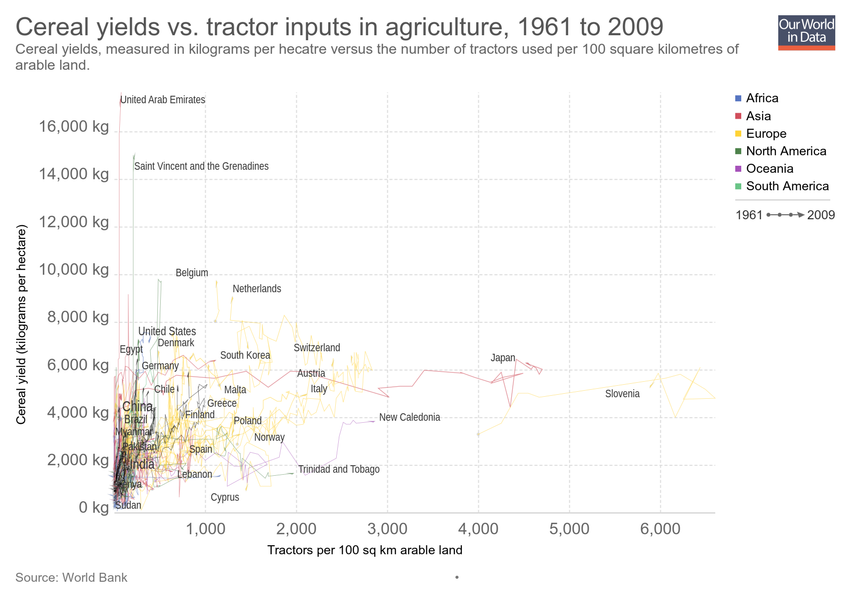 Cereal yields vs. tractor inputs in agriculture, 1961 to 2009
Our World
in Data
Cereal yields, measured in kilograms per hecatre versus the number of tractors used per 100 square kilometres of
arable land.
United Arab Emirates
Africa
Asia
Europe
North America
Oceania
South America
1961
2009
16,000 kg
Saint Vincent and the Grenadines
14,000 kg
12,000 kg
10,000 kg
Belgium
Netherlands
8,000 kg
United States
Denmark
Egypt
Switzerland
South Korea
Japan
6,000 kg
Germany
Austria
Chile
Malta
Italy
Slovenia
China
Greece
4,000 kg
Brazil
Finland
Poland
New Caledonia
Myanmar
Norway
Pakistan
Spain
2,000 kg
India
Lebanon
Trinidad and Tobago
Cyprus
0 kg
Sudan
Cereal yield (kilograms per hectare)
1,000
2,000
3,000
4,000
5,000
6,000
Tractors per 100 sq km arable land
Source: World Bank